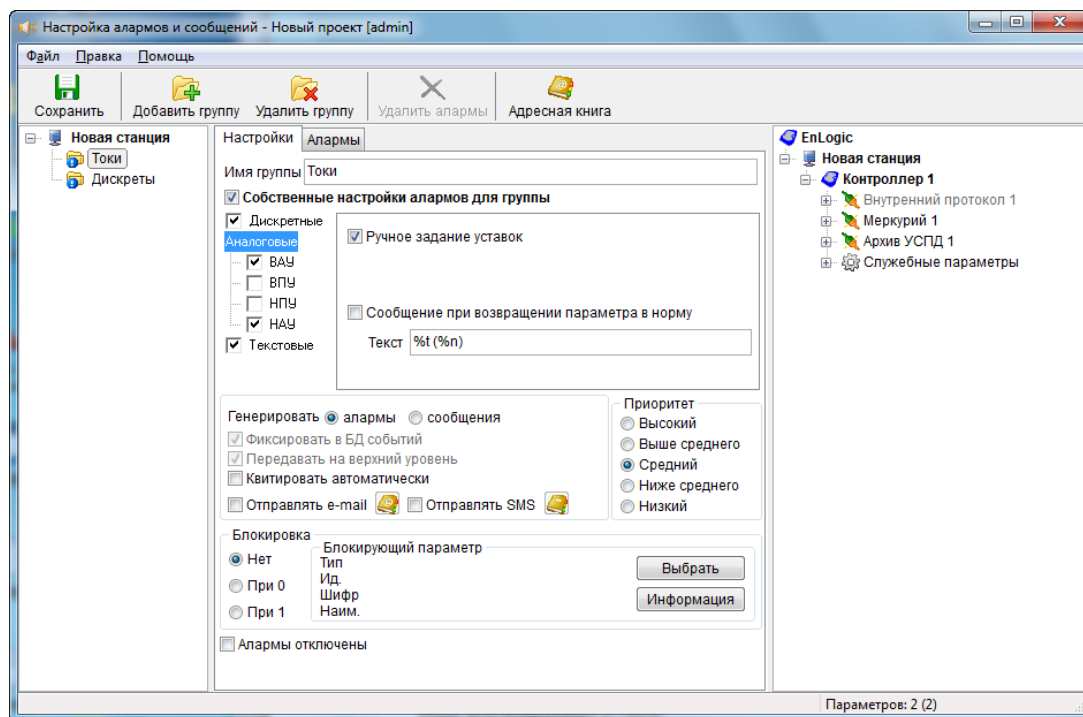 Настройка алармов и сообщений - Новый проект [admin]
Файл Правка Помощь
Сохранить Добавить группу Удалить группу Удалить алармы Адресная книга
Новая станция
Токи
Дискреты
Настройки Алармы
Имя группы Токи
Собственные настройки алармов для группы
Дискретные
Аналоговые
ВАУ
ВПУ
НПУ
НАУ
Текстовые
Ручное задание уставок
Сообщение при возвращении параметра в норму
Текст %t (%n)
Генерировать алармы сообщения
Фиксировать в БД событий
Передавать на верхний уровень
Квитировать автоматически
Отправлять e-mail Отправлять SMS
Приоритет
Высокий
Выше среднего
Средний
Ниже среднего
Низкий
Блокировка
Нет
При 0
При 1
Блокирующий параметр
Тип
Ид.
Шифр
Наим.
Выбрать
Информация
Алармы отключены
EnLogic
Новая станция
Контроллер 1
Внутренний протокол 1
Меркурий 1
Архив УСПД 1
Служебные параметры
Параметров: 2 (2)